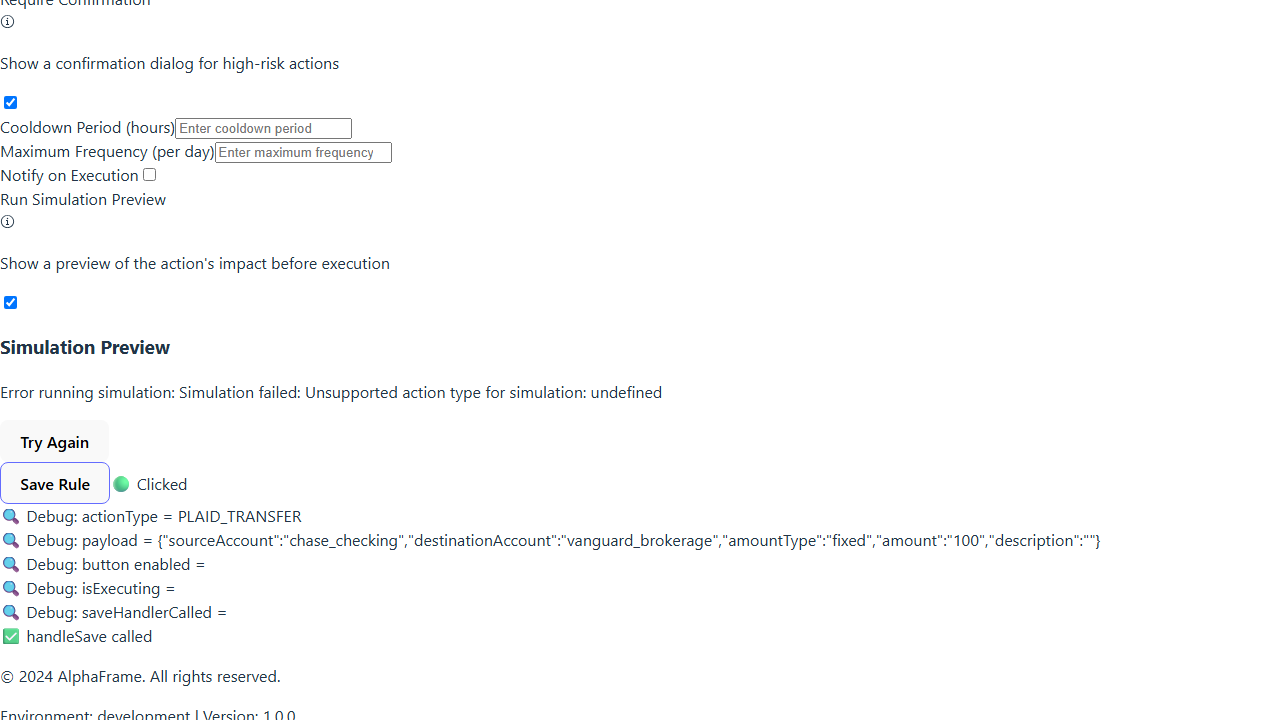 Require Confirmation
Show a confirmation dialog for high-risk actions
Cooldown Period (hours) Enter cooldown period
Maximum Frequency (per day) Enter maximum frequency
Notify on Execution
Run Simulation Preview
Show a preview of the action's impact before execution
Simulation Preview
Error running simulation: Simulation failed: Unsupported action type for simulation: undefined
Try Again
Save Rule 🟢 Clicked
🔍 Debug: actionType = PLAID_TRANSFER
🔍 Debug: payload = {"sourceAccount":"chase_checking","destinationAccount":"vanguard_brokerage","amountType":"fixed","amount":"100","description":""}
🔍 Debug: button enabled =
🔍 Debug: isExecuting =
🔍 Debug: saveHandlerCalled =
✅ handleSave called
© 2024 AlphaFrame. All rights reserved.
Environment: development | Version: 1.0.0